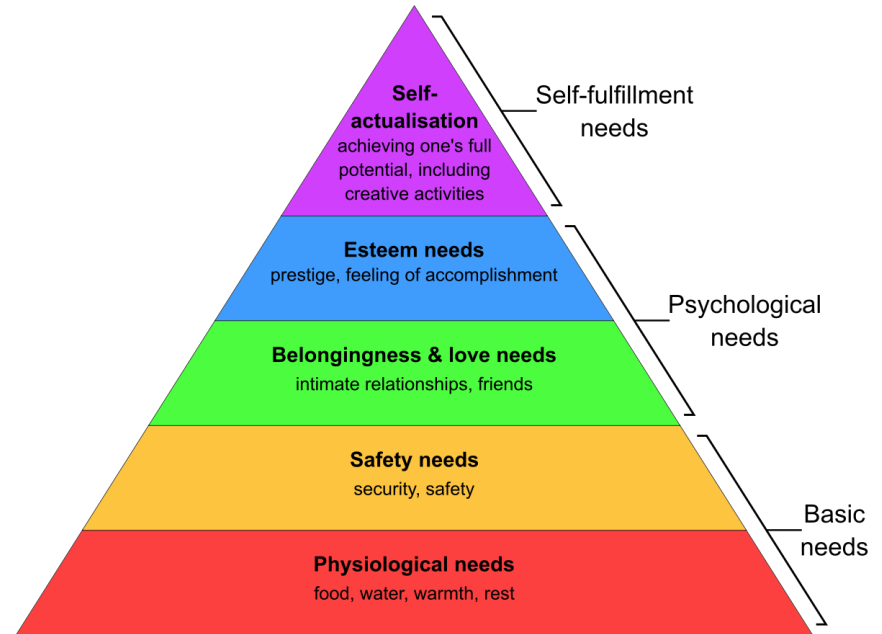 Self-
actualisation
achieving one's full
potential, including
creative activities
Self-fulfillment
needs
Esteem needs
prestige, feeling of accomplishment
Psychological
needs
Belongingness & love needs
intimate relationships, friends
Safety needs
security, safety
Basic
needs
Physiological needs
food, water, warmth, rest